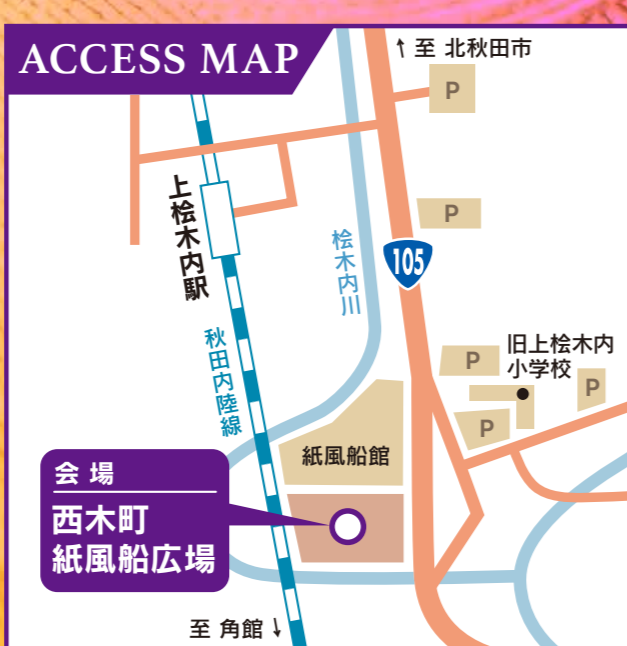 ACCESS MAP
↑ 至 北秋田市
P
P
上桧木内駅
桧木内川
105
秋田内陸線
旧上桧木内
小学校
P
P
P
紙風船館
会場
西木町
紙風船広場
至 角館 ↓